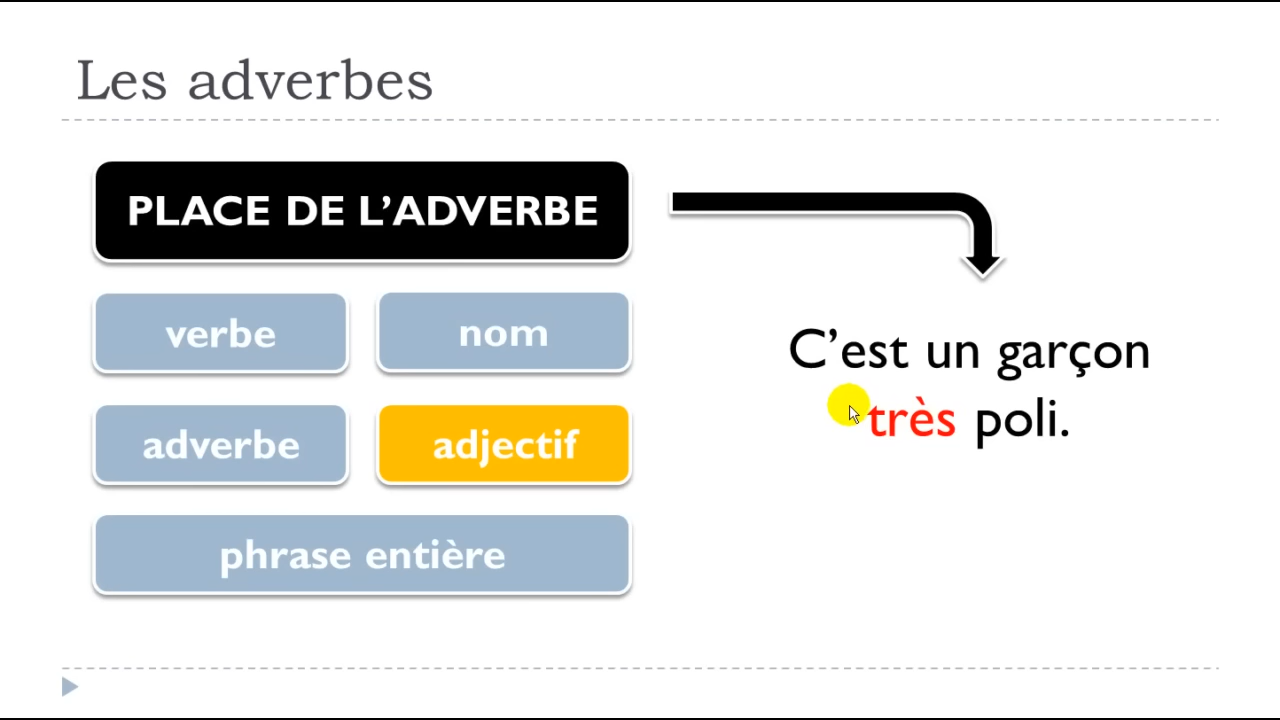 Les adverbes
PLACE DE L’ADVERBE
verbe
nom
adverbe
adjectif
phrase entière
C’est un garçon
très poli.